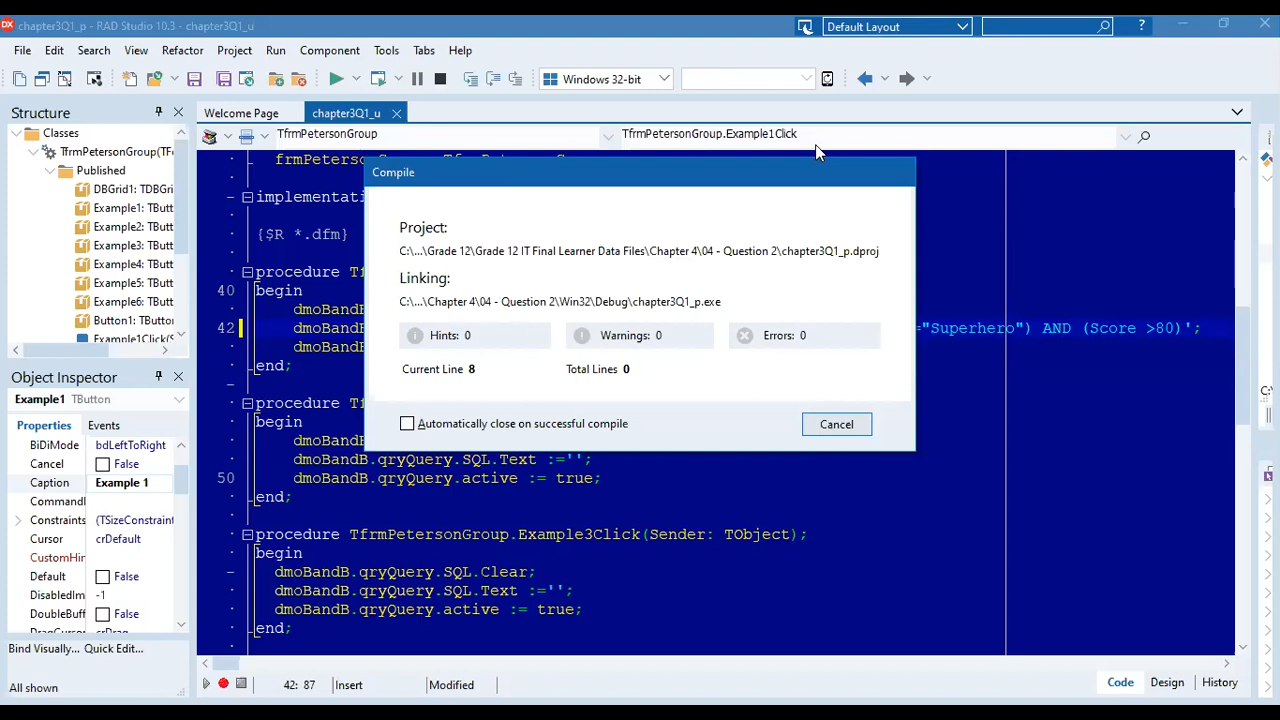 DX chapter3Q1_p - RAD Studio 10.3 - chapter3Q1_u
Default Layout
?
File Edit Search View Refactor Project Run Component Tools Tabs Help
Windows 32-bit
Structure
Welcome Page chapter3Q1_u
TfrmPetersonGroup TfrmPetersonGroup.Example1Click
Classes
TfrmPetersonGroup(TFo
Published
DBGrid1: TDBGri
Example1: TButt
Example2: TButt
Example3: TButt
Example4: TButt
Example5: TButt
Example6: TButt
Button1: TButto
Example1Click(S
implementati
{$R *.dfm}
procedure Tf
40 begin
dmoBandB
42 dmoBandB ="Superhero") AND (Score >80)';
dmoBandB
end;
procedure Tf
begin
dmoBandB
dmoBandB.qryQuery.SQL.Text :='';
50 dmoBandB.qryQuery.active := true;
end;
procedure TfrmPetersonGroup.Example3Click(Sender: TObject);
begin
dmoBandB.qryQuery.SQL.Clear;
dmoBandB.qryQuery.SQL.Text :='';
dmoBandB.qryQuery.active := true;
end;
Compile
Project:
C:\...\Grade 12\Grade 12 IT Final Learner Data Files\Chapter 4\04 - Question 2\chapter3Q1_p.dproj
Linking:
C:\...\Chapter 4\04 - Question 2\Win32\Debug\chapter3Q1_p.exe
Hints: 0 Warnings: 0 Errors: 0
Current Line 8 Total Lines 0
Automatically close on successful compile
Cancel
Object Inspector
Example1 TButton
Properties Events
BiDiMode bdLeftToRight
Cancel False
Caption Example 1
CommandI
Constraints (TSizeConstraint
Cursor crDefault
CustomHin
Default False
DisabledIm -1
DoubleBuff False
DragCursor crDrag
Bind Visually... Quick Edit...
All shown
42: 87 Insert Modified
Code Design History
C:\